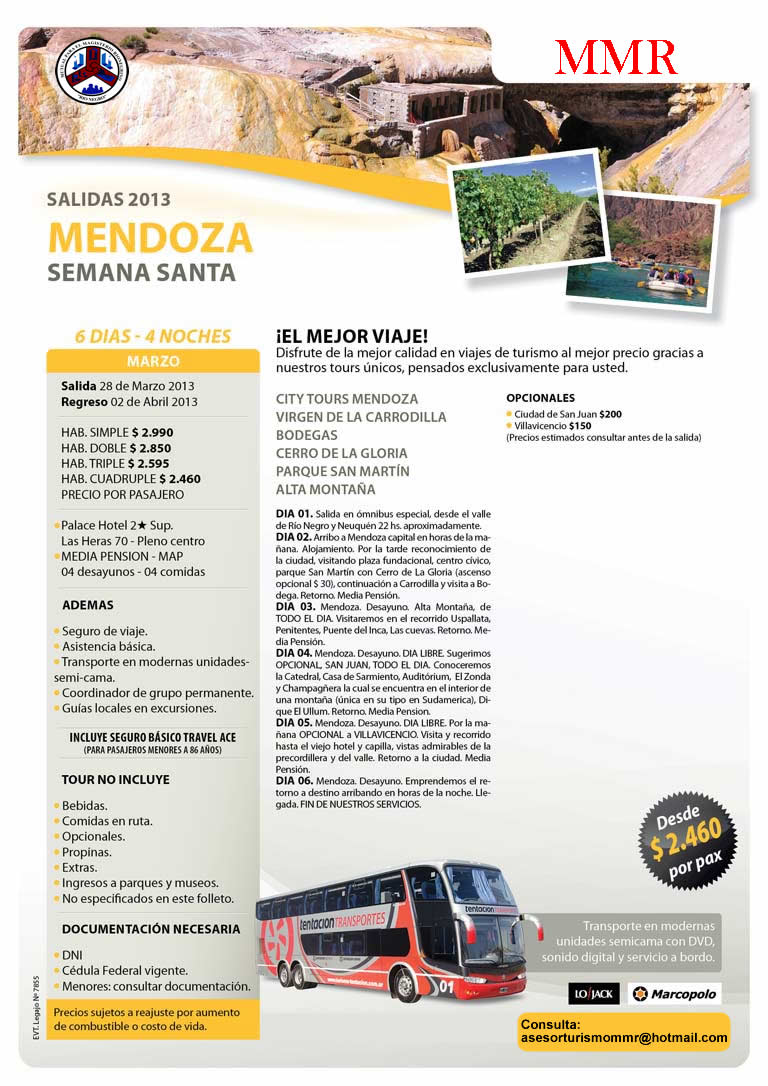 MMR
SALIDAS 2013
MENDOZA
SEMANA SANTA
6 DIAS - 4 NOCHES
MARZO
Salida 28 de Marzo 2013
Regreso 02 de Abril 2013
HAB. SIMPLE $ 2.990
HAB. DOBLE $ 2.850
HAB. TRIPLE $ 2.595
HAB. CUADRUPLE $ 2.460
PRECIO POR PASAJERO
Palace Hotel 2★ Sup.
Las Heras 70 - Pleno centro
MEDIA PENSION - MAP
04 desayunos - 04 comidas
ADEMAS
Seguro de viaje.
Asistencia básica.
Transporte en modernas unidades-
semi-cama.
Coordinador de grupo permanente.
Guías locales en excursiones.
INCLUYE SEGURO BÁSICO TRAVEL ACE
(PARA PASAJEROS MENORES A 86 AÑOS)
TOUR NO INCLUYE
Bebidas.
Comidas en ruta.
Opcionales.
Propinas.
Extras.
Ingresos a parques y museos.
No especificados en este folleto.
DOCUMENTACIÓN NECESARIA
DNI
Cédula Federal vigente.
Menores: consultar documentación.
Precios sujetos a reajuste por aumento
de combustible o costo de vida.
EVT. Legajo Nº 7855
¡EL MEJOR VIAJE!
Disfrute de la mejor calidad en viajes de turismo al mejor precio gracias a
nuestros tours únicos, pensados exclusivamente para usted.
CITY TOURS MENDOZA
VIRGEN DE LA CARRODILLA
BODEGAS
CERRO DE LA GLORIA
PARQUE SAN MARTÍN
ALTA MONTAÑA
OPCIONALES
Ciudad de San Juan $200
Villavicencio $150
(Precios estimados consultar antes de la salida)
DIA 01. Salida en ómnibus especial, desde el valle
de Río Negro y Neuquén 22 hs. aproximadamente.
DIA 02. Arribo a Mendoza capital en horas de la ma-
ñana. Alojamiento. Por la tarde reconocimiento de
la ciudad, visitando plaza fundacional, centro cívico,
parque San Martín con Cerro de La Gloria (ascenso
opcional $ 30), continuación a Carrodilla y visita a Bo-
dega. Retorno. Media Pensión.
DIA 03. Mendoza. Desayuno. Alta Montaña, de
TODO EL DIA. Visitaremos en el recorrido Uspallata,
Penitentes, Puente del Inca, Las cuevas. Retorno. Me-
dia Pensión.
DIA 04. Mendoza. Desayuno. DIA LIBRE. Sugerimos
OPCIONAL, SAN JUAN, TODO EL DIA. Conoceremos
la Catedral, Casa de Sarmiento, Auditórium, El Zonda
y Champagñera la cual se encuentra en el interior de
una montaña (única en su tipo en Sudamerica), Di-
que El Ullum. Retorno. Media Pension.
DIA 05. Mendoza. Desayuno. DIA LIBRE. Por la ma-
ñana OPCIONAL a VILLAVICENCIO. Visita y recorrido
hasta el viejo hotel y capilla, vistas admirables de la
precordillera y del valle. Retorno a la ciudad. Media
Pensión.
DIA 06. Mendoza. Desayuno. Emprendemos el re-
torno a destino arribando en horas de la noche. Lle-
gada. FIN DE NUESTROS SERVICIOS.
Desde
$ 2.460
por pax
tentacion TRANSPORTES
tentacion TRANSPORTES
01
Transporte en modernas
unidades semicama con DVD,
sonido digital y servicio a bordo.
LO JACK
Marcopolo
Consulta:
asesorturismommr@hotmail.com